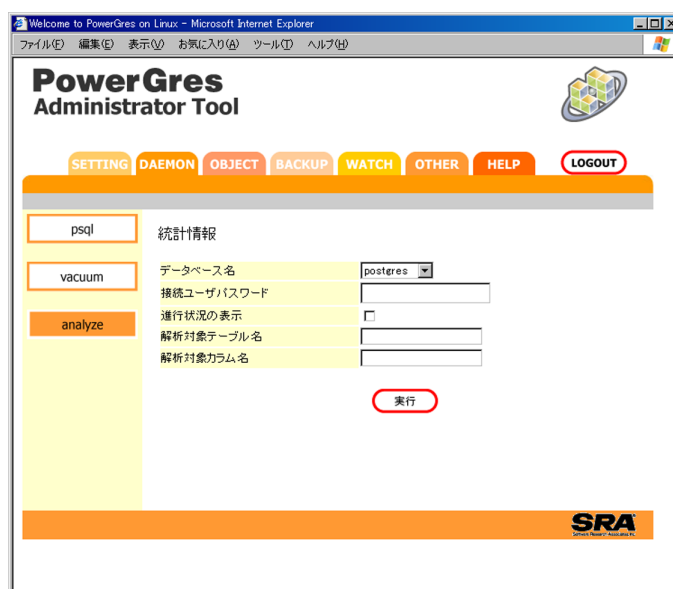 Welcome to PowerGres on Linux - Microsoft Internet Explorer
ファイル(F) 編集(E) 表示(V) お気に入り(A) ツール(T) ヘルプ(H)
PowerGres
Administrator Tool
SETTING DAEMON OBJECT BACKUP WATCH OTHER HELP LOGOUT
psql
統計情報
vacuum
データベース名 postgres
接続ユーザパスワード
analyze
進行状況の表示
解析対象テーブル名
解析対象カラム名
実行
SRA
Software Research Associates, Inc.